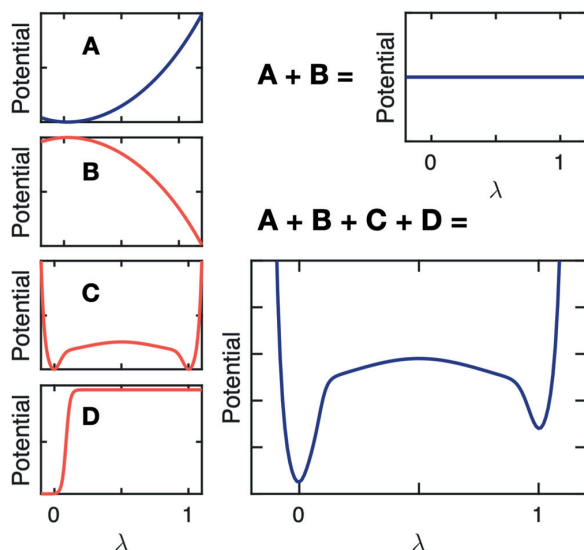 Potential
A
Potential
B
Potential
C
Potential
D
0 1
λ
A + B =
Potential
0 1
λ
A + B + C + D =
Potential
0 1
λ